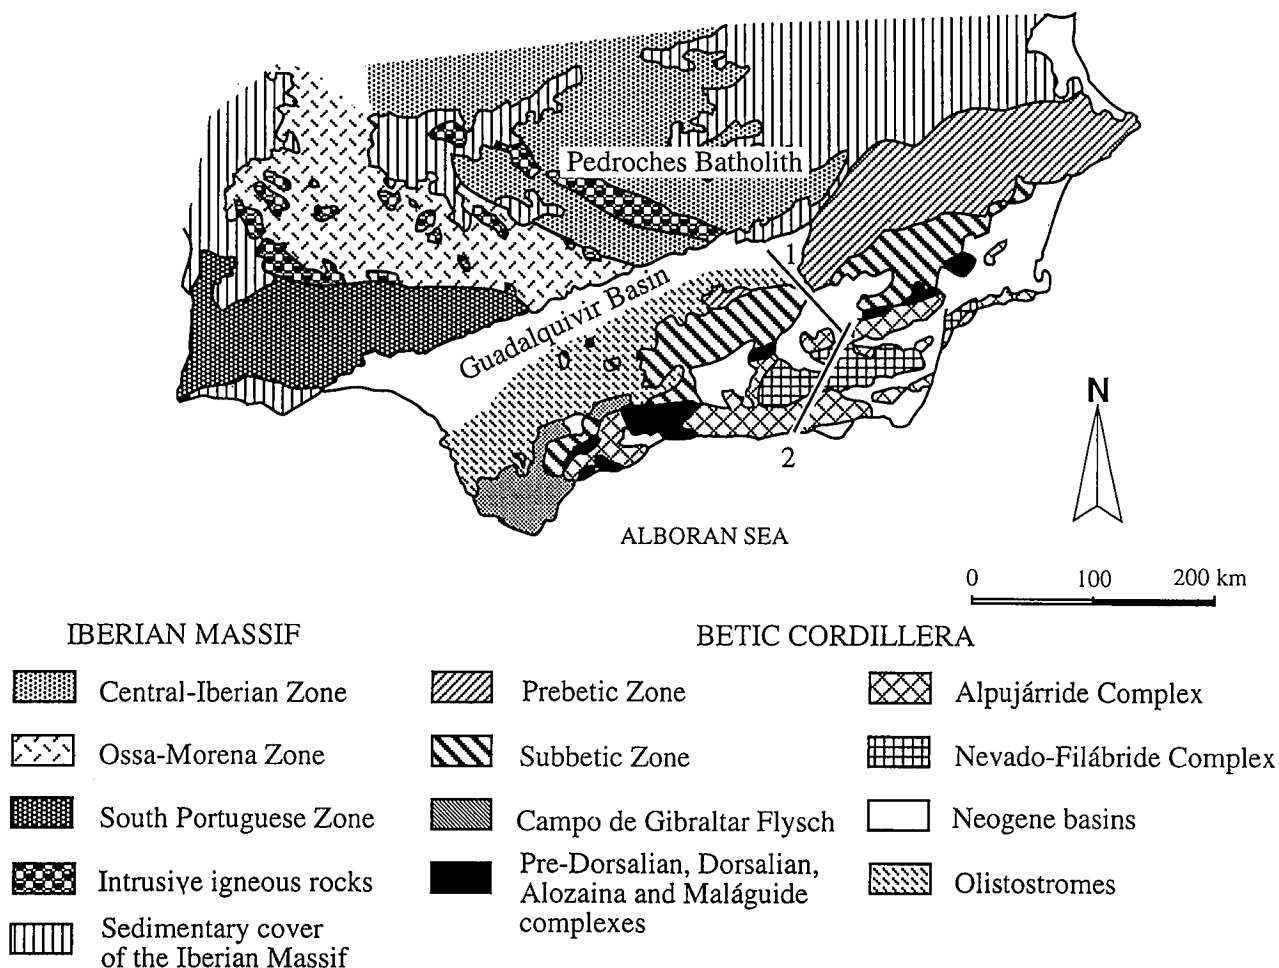 Pedroches Batholith
1
Guadalquivir Basin
N
2
ALBORAN SEA
0 100 200 km
IBERIAN MASSIF
BETIC CORDILLERA
Central-Iberian Zone
Prebetic Zone
Alpujárride Complex
Ossa-Morena Zone
Subbetic Zone
Nevado-Filábride Complex
South Portuguese Zone
Campo de Gibraltar Flysch
Neogene basins
Intrusive igneous rocks
Pre-Dorsalian, Dorsalian,
Alozaina and Maláguide
complexes
Olistostromes
Sedimentary cover
of the Iberian Massif